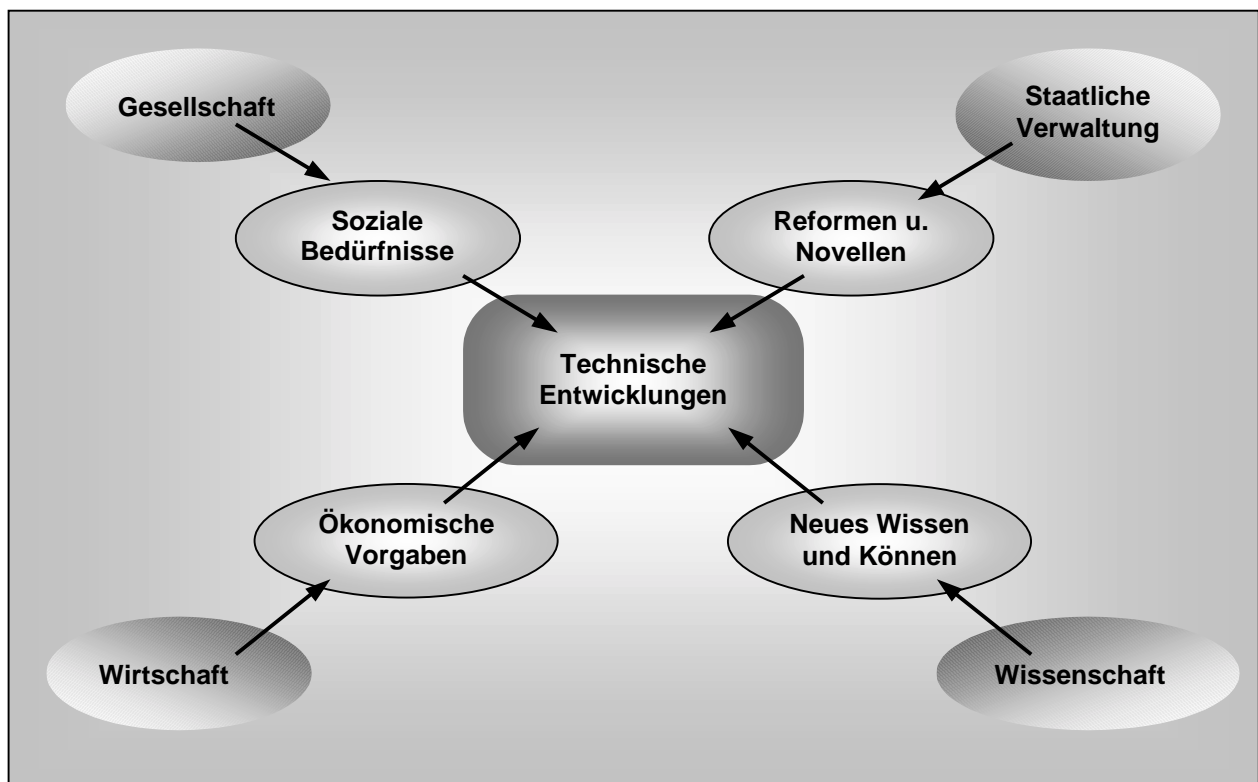 Gesellschaft
Staatliche
Verwaltung
Soziale
Bedürfnisse
Reformen u.
Novellen
Technische
Entwicklungen
Ökonomische
Vorgaben
Neues Wissen
und Können
Wirtschaft
Wissenschaft